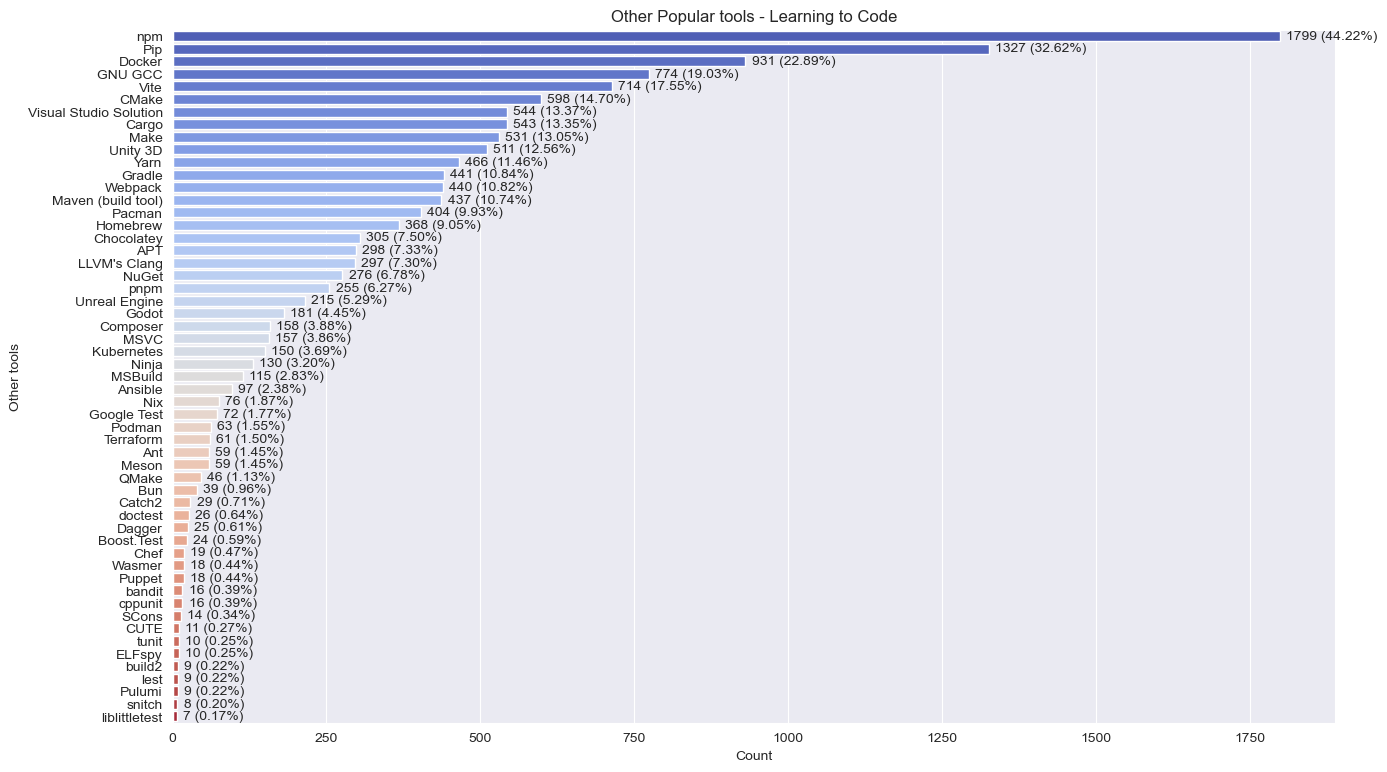 Other Popular tools - Learning to Code
npm 1799 (44.22%)
Pip 1327 (32.62%)
Docker 931 (22.89%)
GNU GCC 774 (19.03%)
Vite 714 (17.55%)
CMake 598 (14.70%)
Visual Studio Solution 544 (13.37%)
Cargo 543 (13.35%)
Make 531 (13.05%)
Unity 3D 511 (12.56%)
Yarn 466 (11.46%)
Gradle 441 (10.84%)
Webpack 440 (10.82%)
Maven (build tool) 437 (10.74%)
Pacman 404 (9.93%)
Homebrew 368 (9.05%)
Chocolatey 305 (7.50%)
APT 298 (7.33%)
LLVM's Clang 297 (7.30%)
NuGet 276 (6.78%)
pnpm 255 (6.27%)
Unreal Engine 215 (5.29%)
Godot 181 (4.45%)
Composer 158 (3.88%)
MSVC 157 (3.86%)
Kubernetes 150 (3.69%)
Ninja 130 (3.20%)
MSBuild 115 (2.83%)
Ansible 97 (2.38%)
Nix 76 (1.87%)
Google Test 72 (1.77%)
Podman 63 (1.55%)
Terraform 61 (1.50%)
Ant 59 (1.45%)
Meson 59 (1.45%)
QMake 46 (1.13%)
Bun 39 (0.96%)
Catch2 29 (0.71%)
doctest 26 (0.64%)
Dagger 25 (0.61%)
Boost.Test 24 (0.59%)
Chef 19 (0.47%)
Wasmer 18 (0.44%)
Puppet 18 (0.44%)
bandit 16 (0.39%)
cppunit 16 (0.39%)
SCons 14 (0.34%)
CUTE 11 (0.27%)
tunit 10 (0.25%)
ELFspy 10 (0.25%)
build2 9 (0.22%)
lest 9 (0.22%)
Pulumi 9 (0.22%)
snitch 8 (0.20%)
liblittletest 7 (0.17%)
Other tools
0 250 500 750 1000 1250 1500 1750
Count